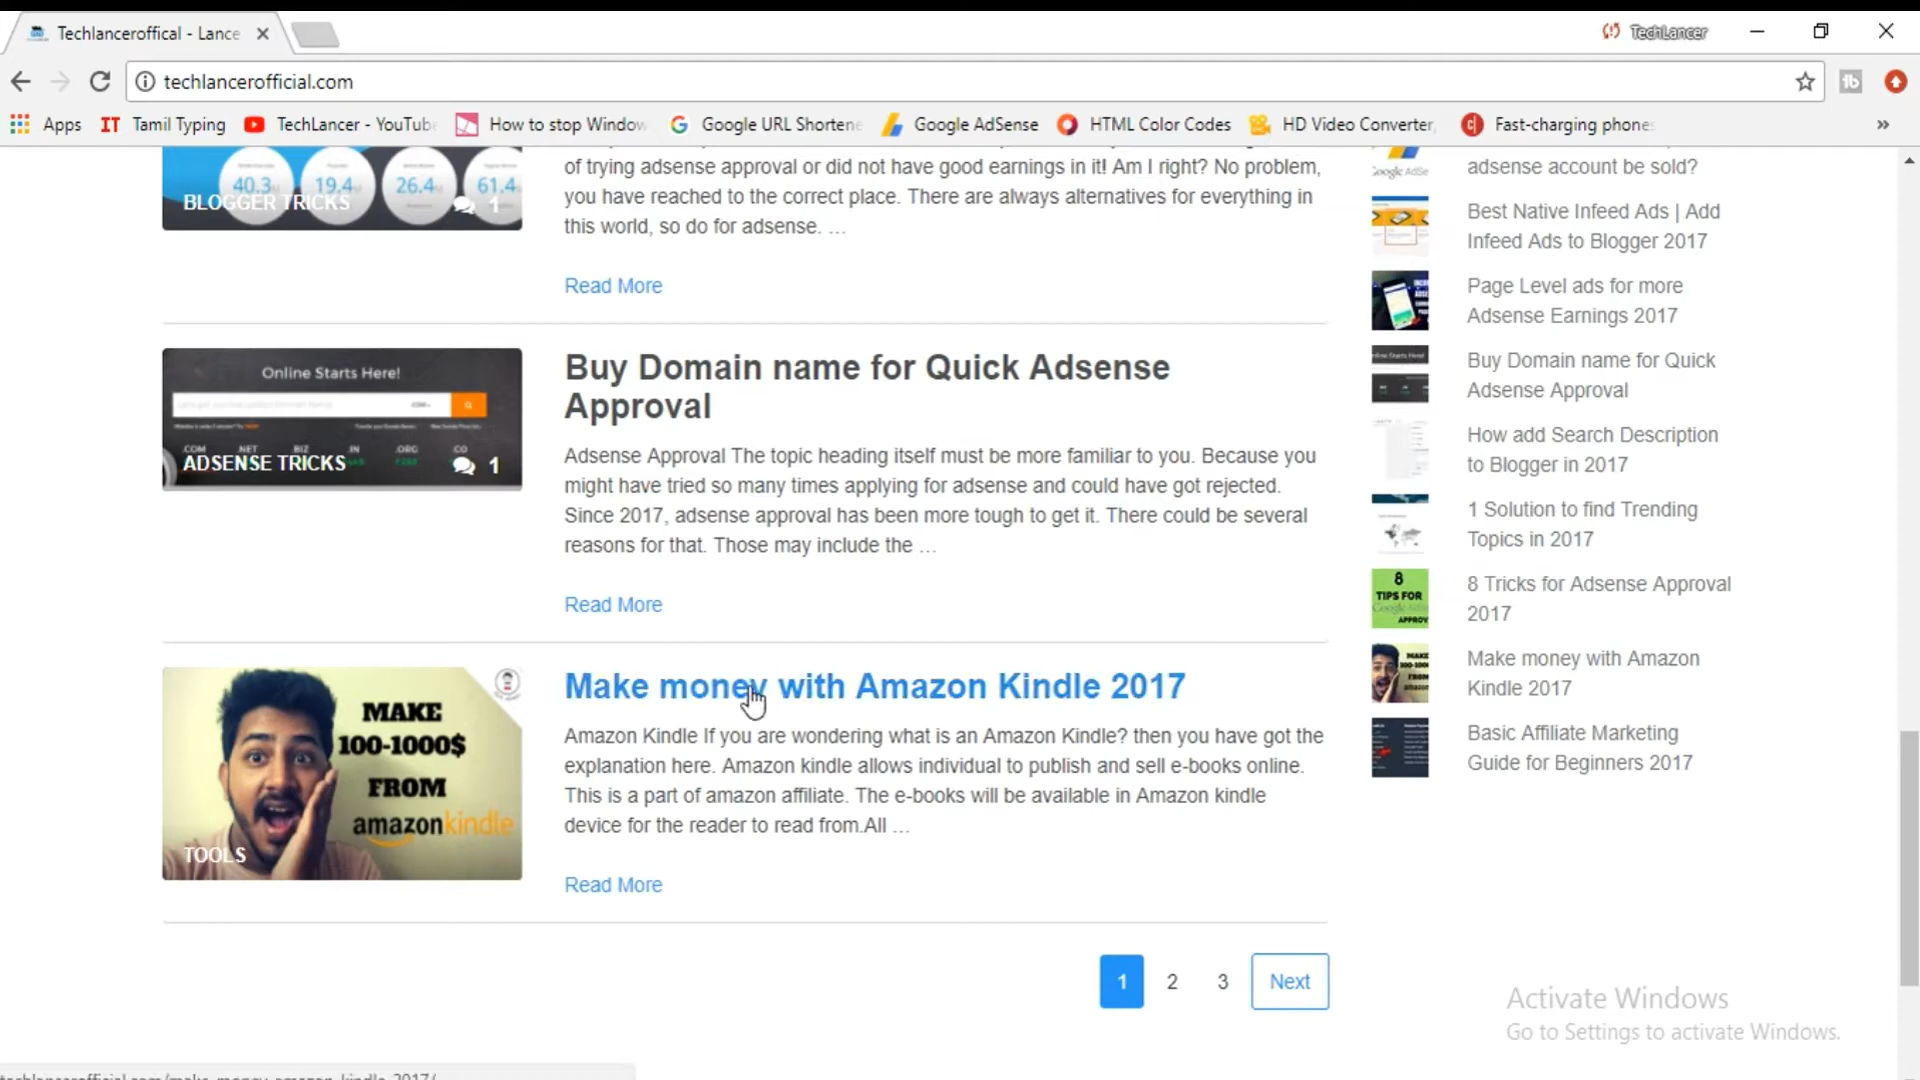 Techlanceroffical - Lance
TechLancer
techlancerofficial.com
Apps
Tamil Typing
TechLancer - YouTube
How to stop Window
Google URL Shortene
Google AdSense
HTML Color Codes
HD Video Converter,
Fast-charging phones
»
40.3
19.4
26.4
61.4
BLOGGER TRICKS
1
of trying adsense approval or did not have good earnings in it! Am I right? No problem,
you have reached to the correct place. There are always alternatives for everything in
this world, so do for adsense. ...
Read More
Online Starts Here!
.COM
.NET
.BIZ
.IN
.ORG
CO
ADSENSE TRICKS
1
Buy Domain name for Quick Adsense
Approval
Adsense Approval The topic heading itself must be more familiar to you. Because you
might have tried so many times applying for adsense and could have got rejected.
Since 2017, adsense approval has been more tough to get it. There could be several
reasons for that. Those may include the ...
Read More
MAKE
100-1000$
FROM
amazonkindle
TOOLS
Make money with Amazon Kindle 2017
Amazon Kindle If you are wondering what is an Amazon Kindle? then you have got the
explanation here. Amazon kindle allows individual to publish and sell e-books online.
This is a part of amazon affiliate. The e-books will be available in Amazon kindle
device for the reader to read from.All ...
Read More
1
2
3
Next
adsense account be sold?
Best Native Infeed Ads | Add
Infeed Ads to Blogger 2017
Page Level ads for more
Adsense Earnings 2017
Buy Domain name for Quick
Adsense Approval
How add Search Description
to Blogger in 2017
1 Solution to find Trending
Topics in 2017
8
TIPS FOR
8 Tricks for Adsense Approval
2017
Make money with Amazon
Kindle 2017
Basic Affiliate Marketing
Guide for Beginners 2017
Activate Windows
Go to Settings to activate Windows.